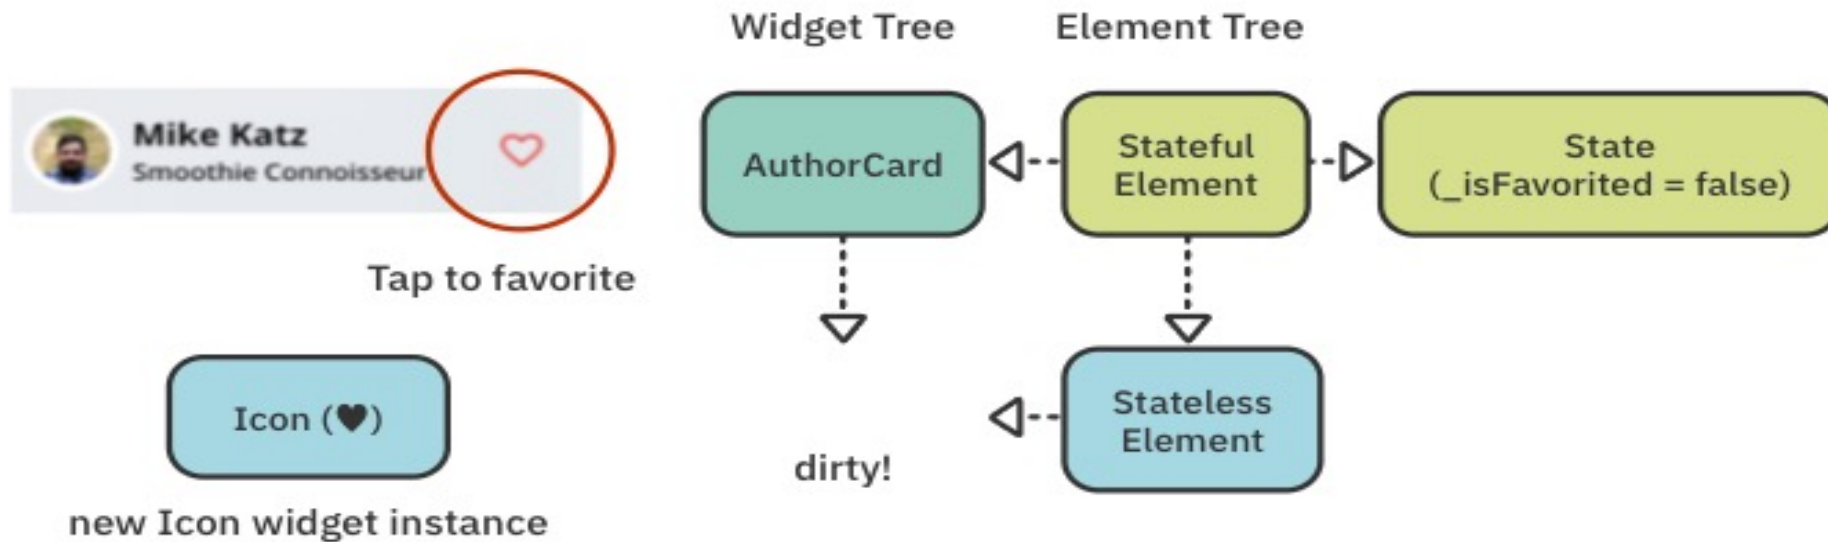 Widget Tree
Element Tree
Mike Katz
Smoothie Connoisseur
Tap to favorite
AuthorCard
Stateful
Element
State
(_isFavorited = false)
Icon (♥)
new Icon widget instance
dirty!
Stateless
Element